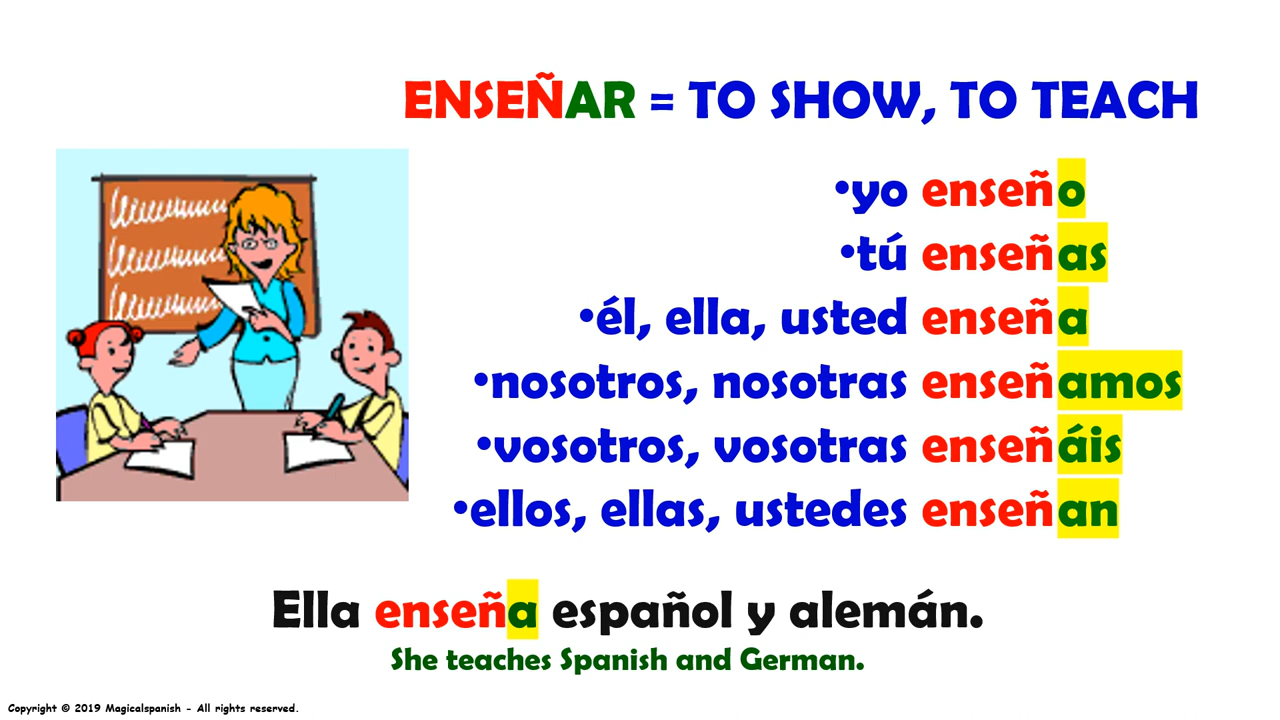 ENSEÑAR = TO SHOW, TO TEACH
•yo enseño
•tú enseñas
•él, ella, usted enseña
•nosotros, nosotras enseñamos
•vosotros, vosotras enseñáis
•ellos, ellas, ustedes enseñan
Ella enseña español y alemán.
She teaches Spanish and German.
Copyright © 2019 Magicalspanish - All rights reserved.